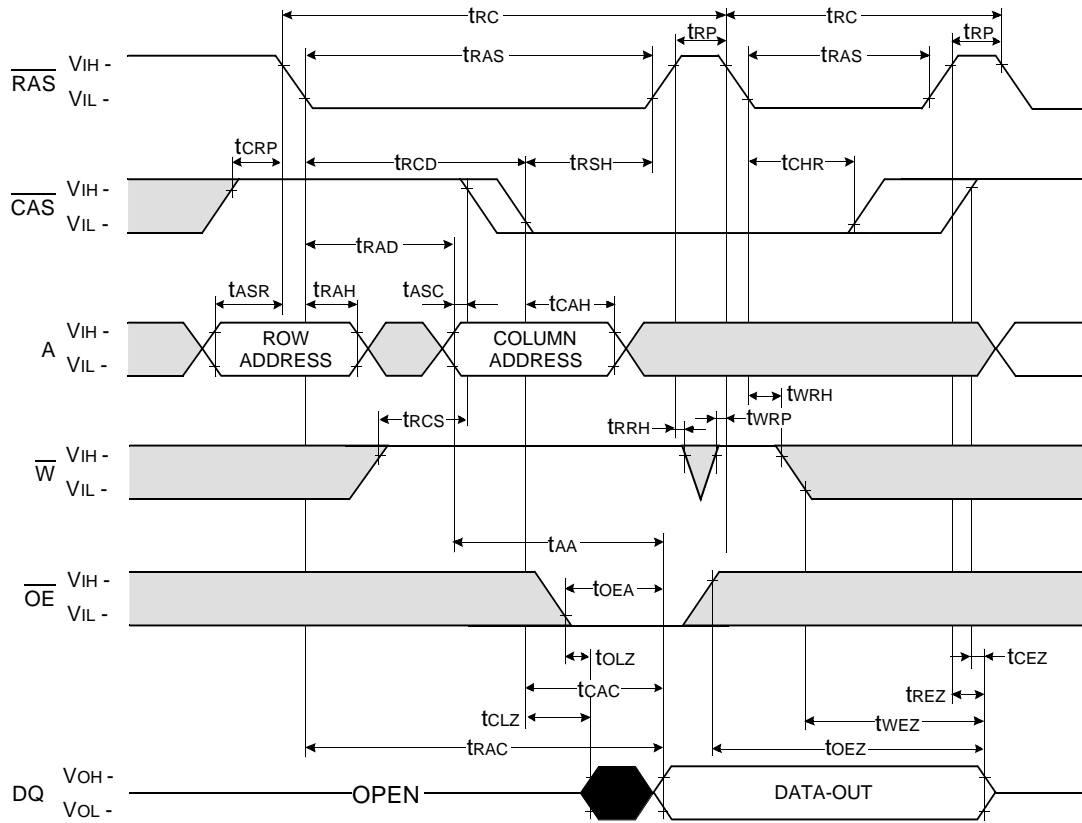 tRC tRC
tRP tRP
tRAS tRAS
RAS VIH -
VIL -
tCRP tRCD tRSH tCHR
CAS VIH -
VIL -
tRAD
tASR tRAH tASC tCAH
A VIH -
VIL -
ROW ADDRESS
COLUMN ADDRESS
tWRH
tRCS tRRH tWRP
W VIH -
VIL -
tAA
OE VIH -
VIL -
tOEA
tOLZ tCEZ
tCAC tREZ
tCLZ tWEZ
tRAC tOEZ
DQ VOH -
VOL -
OPEN DATA-OUT